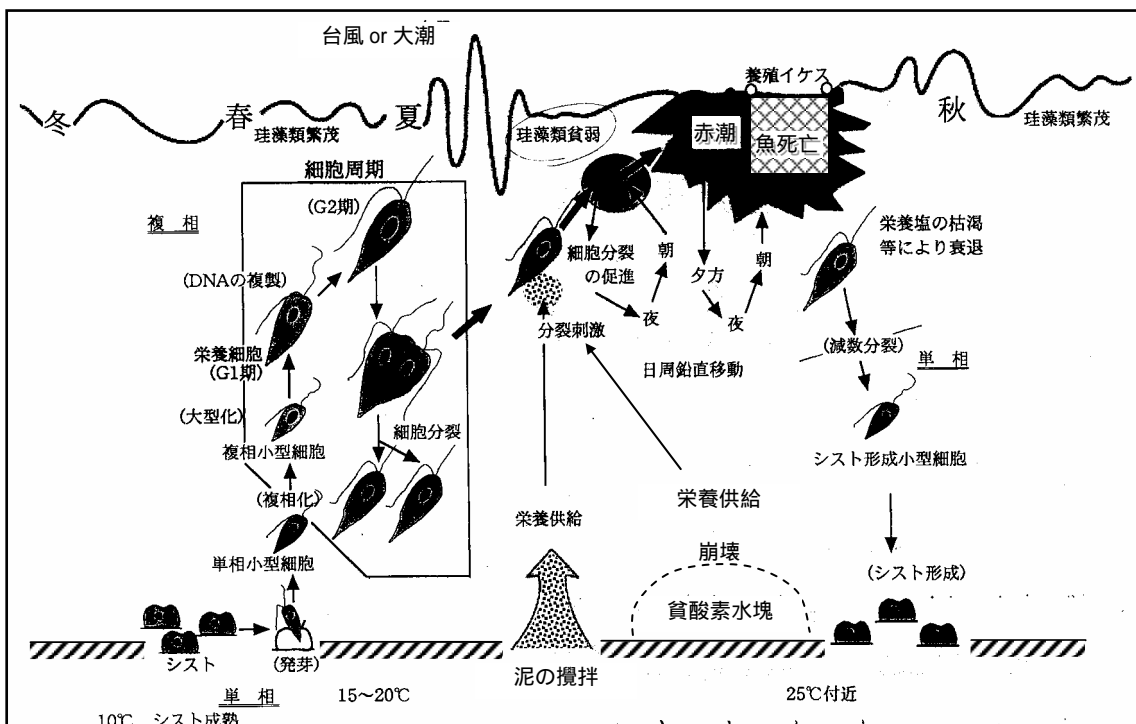 台風 or 大潮
養殖イケス
冬
春
夏
秋
珪藻類繁茂
珪藻類貧弱
赤潮
魚死亡
珪藻類繁茂
細胞周期
(G2期)
複 相
(DNAの複製)
栄養細胞
(G1期)
(大型化)
複相小型細胞
(複相化)
単相小型細胞
細胞分裂
細胞分裂
の促進
朝
夜
夕方
夜
朝
分裂刺激
日周鉛直移動
栄養塩の枯渇
等により衰退
(減数分裂)
単 相
シスト形成小型細胞
栄養供給
栄養供給
崩壊
貧酸素水塊
(シスト形成)
シスト
(発芽)
泥の攪拌
単 相
15~20℃
25℃付近
10℃ シスト成熟